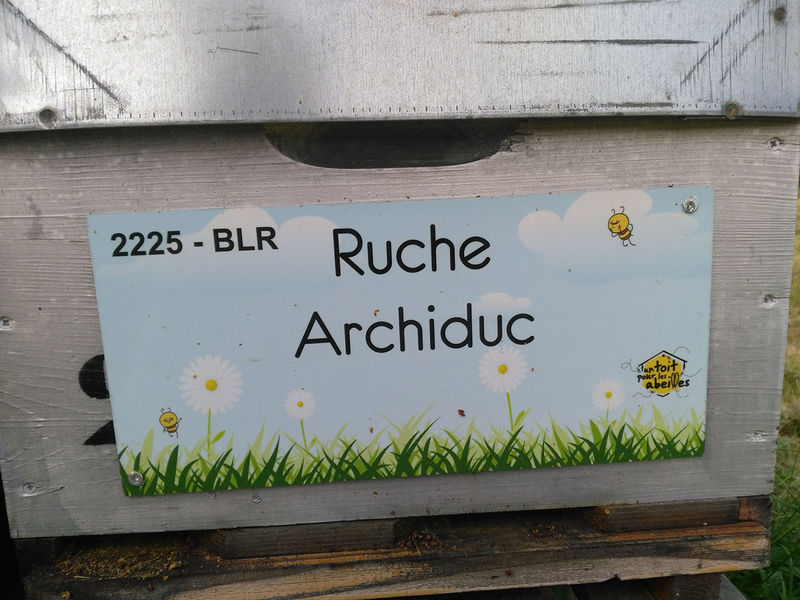 2225 - BLR
Ruche
Archiduc
un toit
pour les
abeilles